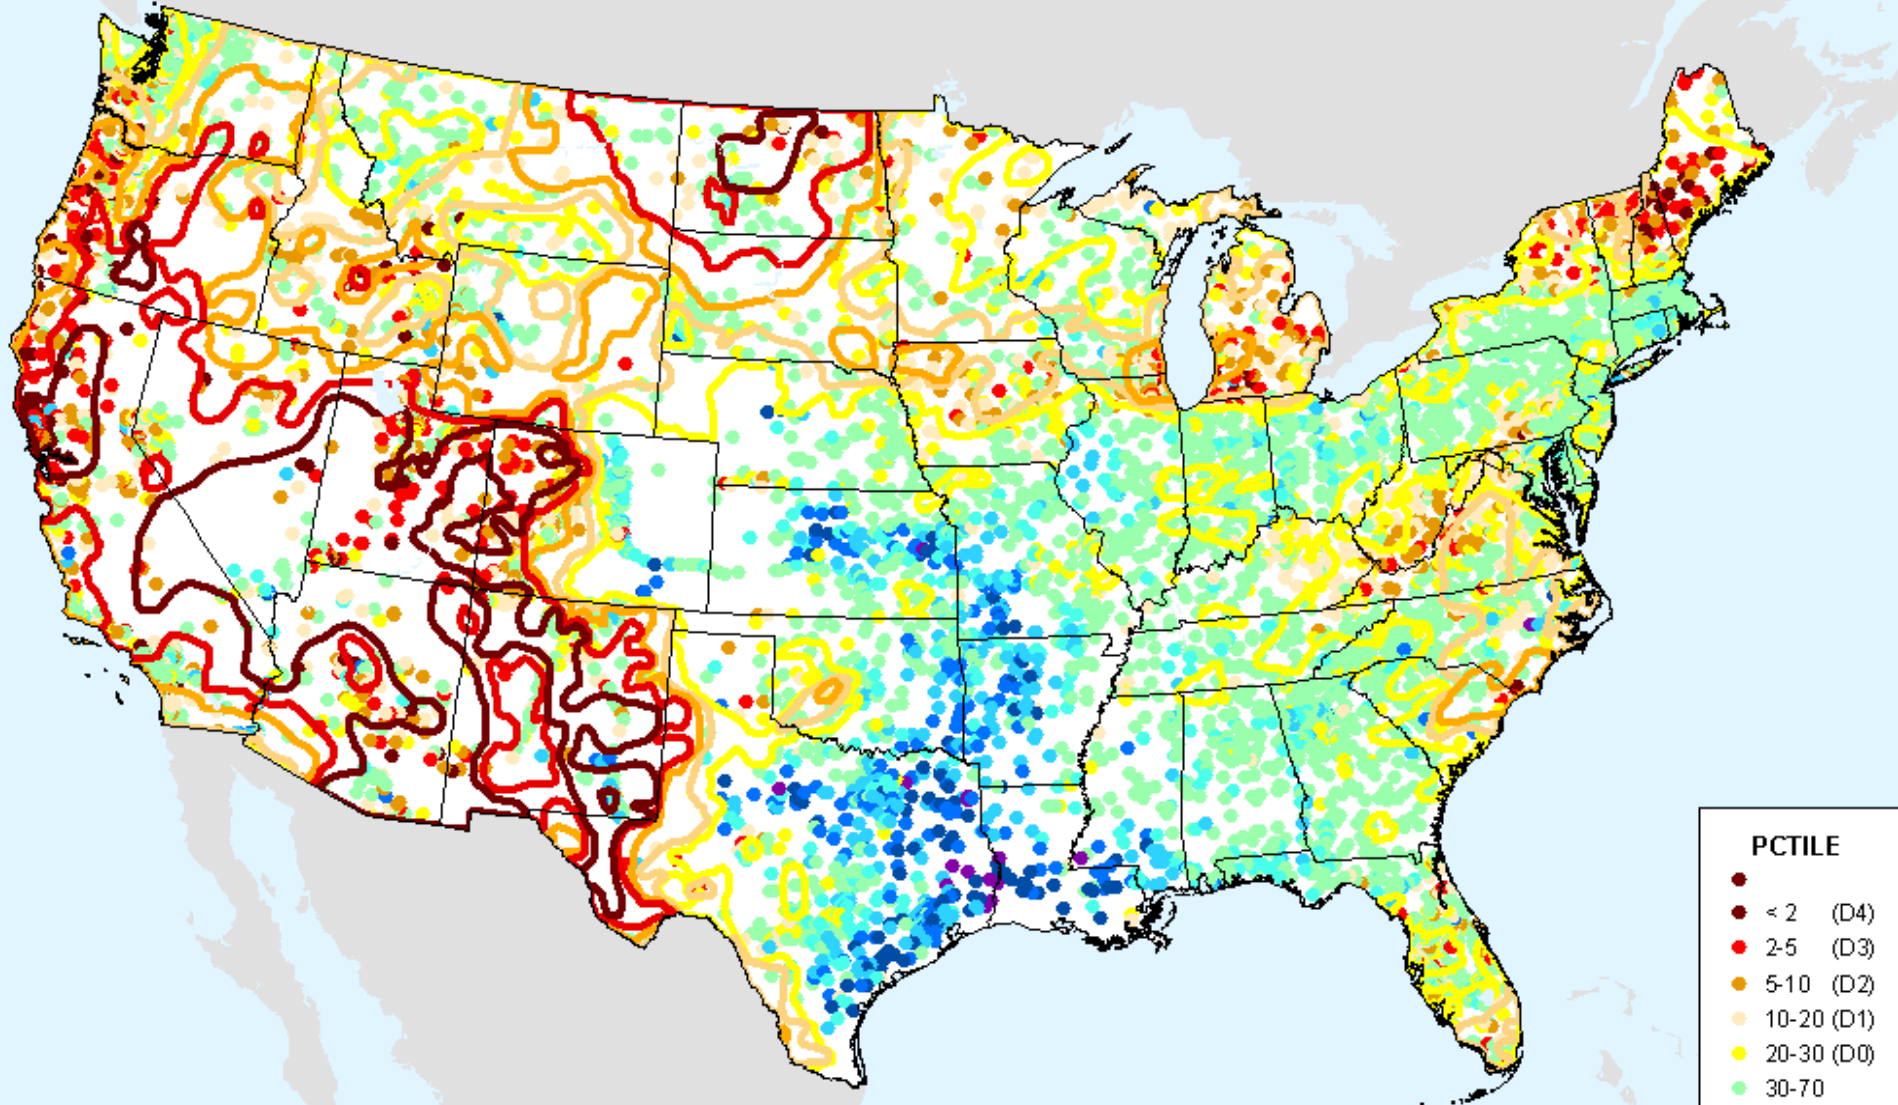 PCTILE
< 2 (D4)
2-5 (D3)
5-10 (D2)
10-20 (D1)
20-30 (D0)
30-70